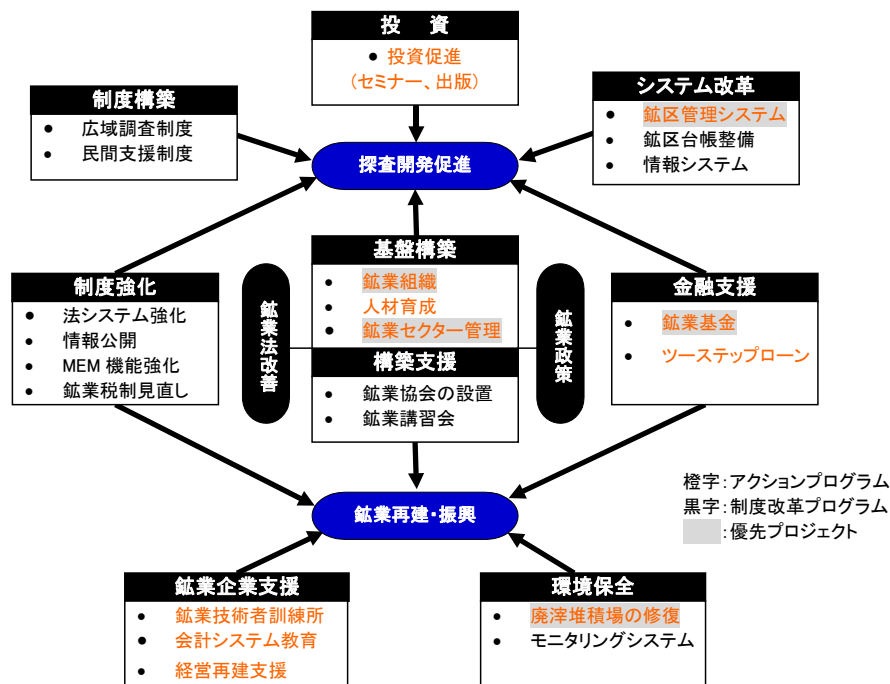 投 資
● 投資促進
(セミナー、出版)
制度構築
● 広域調査制度
● 民間支援制度
システム改革
● 鉱区管理システム
● 鉱区台帳整備
● 情報システム
探査開発促進
基盤構築
● 鉱業組織
● 人材育成
● 鉱業セクター管理
制度強化
● 法システム強化
● 情報公開
● MEM 機能強化
● 鉱業税制見直し
鉱業法改善
鉱業政策
金融支援
● 鉱業基金
● ツーステップローン
構築支援
● 鉱業協会の設置
● 鉱業講習会
橙字：アクションプログラム
黒字：制度改革プログラム
：優先プロジェクト
鉱業再建・振興
鉱業企業支援
● 鉱業技術者訓練所
● 会計システム教育
● 経営再建支援
環境保全
● 廃滓堆積場の修復
● モニタリングシステム